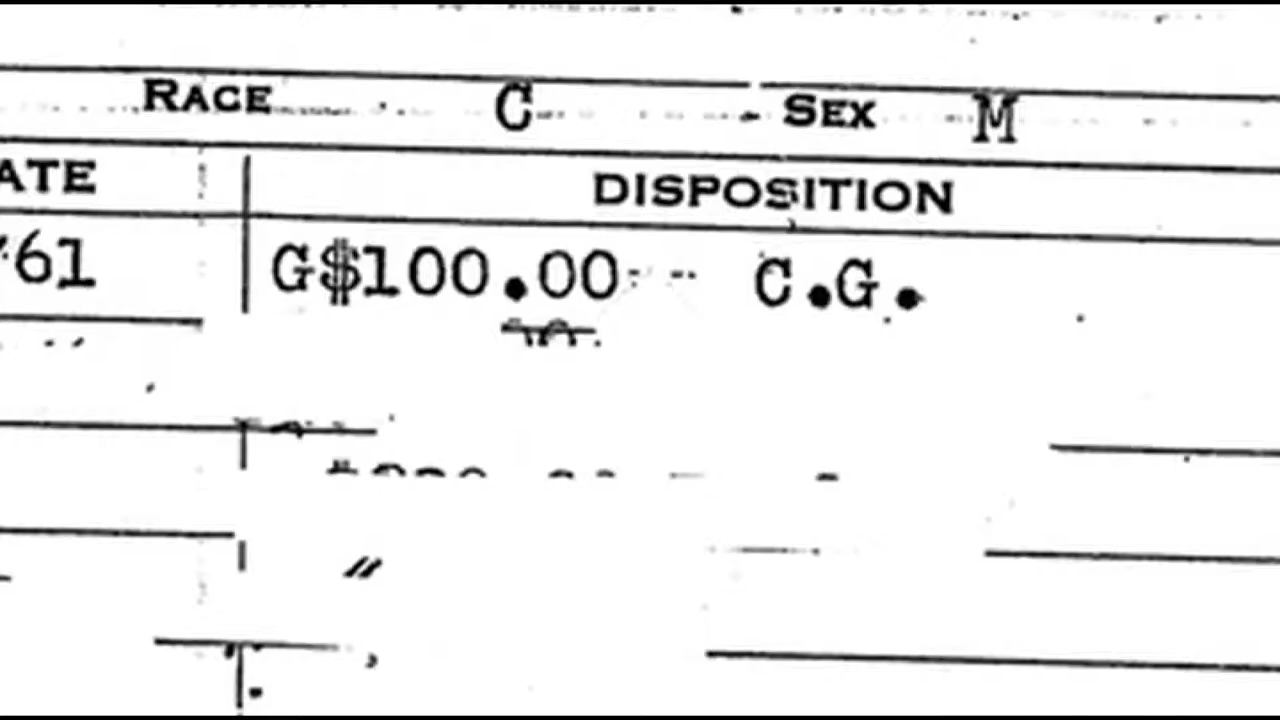 RACE C SEX M
ATE DISPOSITION
'61 G$100.00 -- C.G.
"